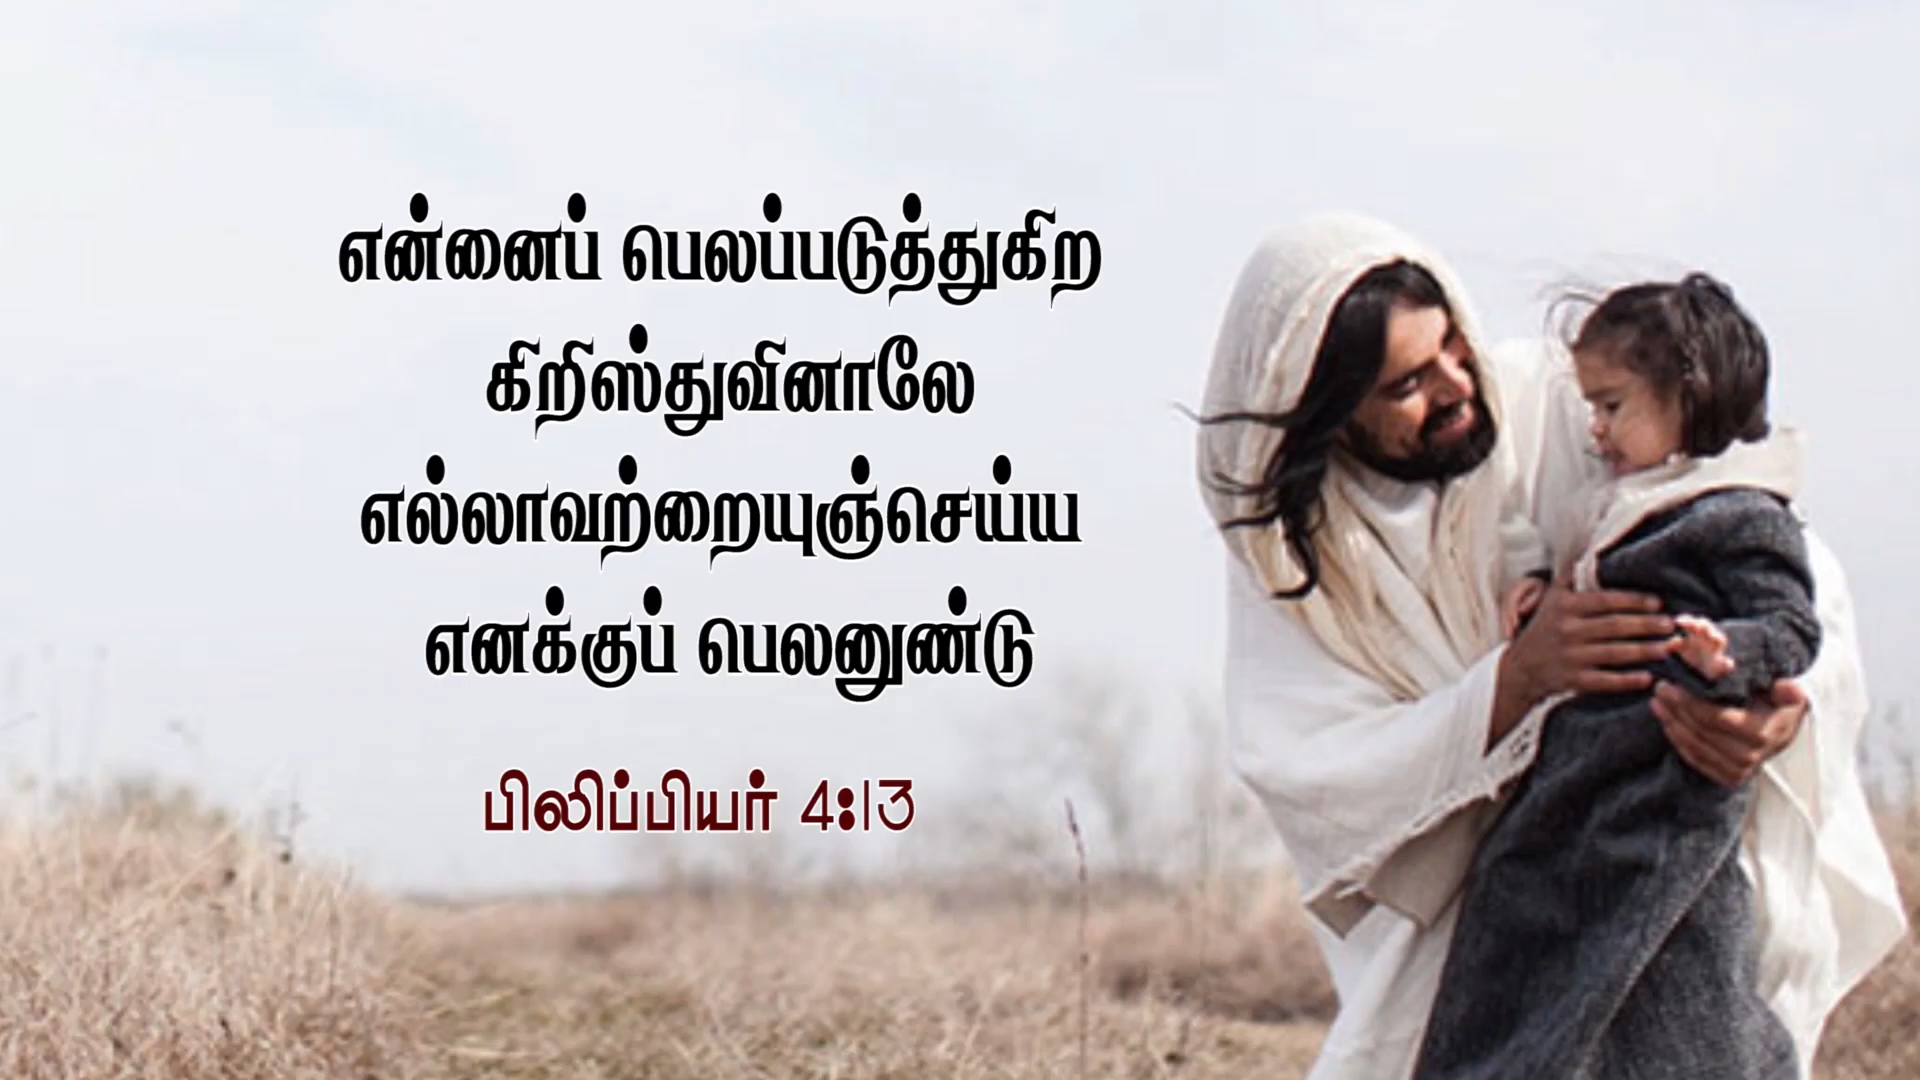 என்னைப் பெலப்படுத்துகிற
கிறிஸ்துவினாலே
எல்லாவற்றையுஞ்செய்ய
எனக்குப் பெலனுண்டு
பிலிப்பியர் 4:13